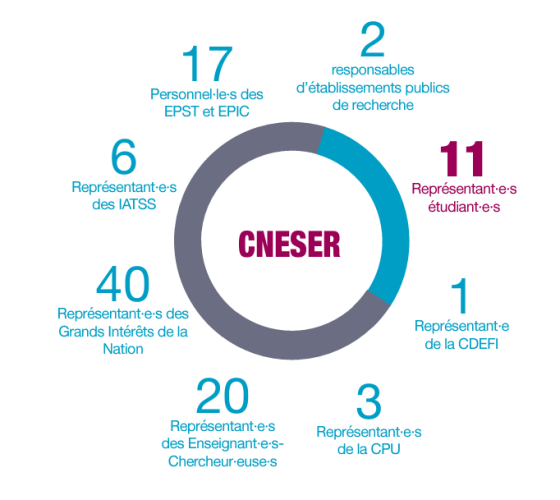 2
responsables
d'établissements publics
de recherche
11
Représentant·e·s
étudiant·e·s
1
Représentant·e
de la CDEFI
3
Représentant·e·s
de la CPU
20
Représentant·e·s
des Enseignant·e·s-
Chercheur·euse·s
40
Représentant·e·s des
Grands Intérêts de la
Nation
6
Représentant·e·s
des IATSS
17
Personnel·le·s des
EPST et EPIC
CNESER